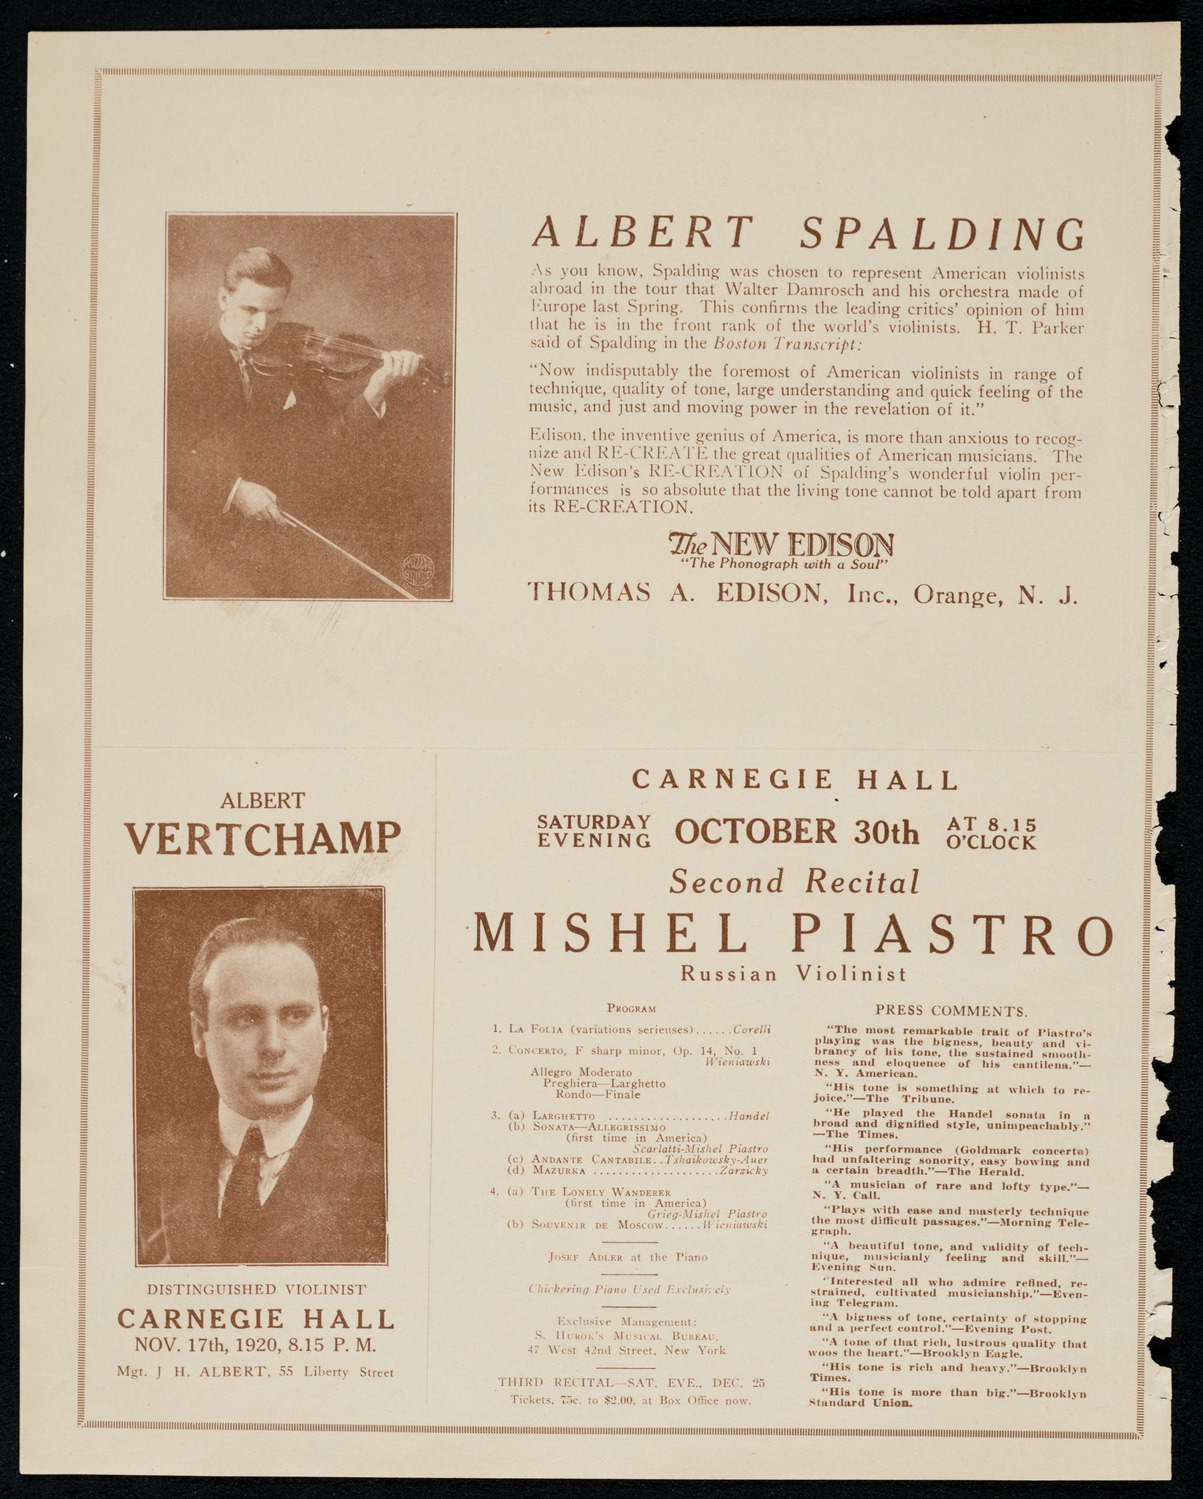 ALBERT SPALDING
As you know, Spalding was chosen to represent American violinists
abroad in the tour that Walter Damrosch and his orchestra made of
Europe last Spring. This confirms the leading critics' opinion of him
that he is in the front rank of the world's violinists. H. T. Parker
said of Spalding in the Boston Transcript:
"Now indisputably the foremost of American violinists in range of
technique, quality of tone, large understanding and quick feeling of the
music, and just and moving power in the revelation of it."
Edison, the inventive genius of America, is more than anxious to recog-
nize and RE-CREATE the great qualities of American musicians. The
New Edison's RE-CREATION of Spalding's wonderful violin per-
formances is so absolute that the living tone cannot be told apart from
its RE-CREATION.
The NEW EDISON
"The Phonograph with a Soul"
THOMAS A. EDISON, Inc., Orange, N. J.
ALBERT
VERTCHAMP
DISTINGUISHED VIOLINIST
CARNEGIE HALL
NOV. 17th, 1920, 8.15 P. M.
Mgt. J H. ALBERT, 55 Liberty Street
CARNEGIE HALL
SATURDAY
EVENING
OCTOBER 30th
AT 8.15
O'CLOCK
Second Recital
MISHEL PIASTRO
Russian Violinist
PROGRAM
1. LA FOLIA (variations serieuses)......Corelli
2. CONCERTO, F sharp minor, Op. 14, No. 1
Wieniawski
Allegro Moderato
Preghiera—Larghetto
Rondo—Finale
3. (a) LARGHETTO ...................Handel
(b) SONATA—ALLEGRISSIMO
(first time in America)
Scarlatti-Mishel Piastro
(c) ANDANTE CANTABILE..Tshaikowsky-Auer
(d) MAZURKA ....................Zarzicky
4. (a) THE LONELY WANDERER
(first time in America)
Grieg-Mishel Piastro
(b) SOUVENIR DE MOSCOW......Wieniawski
JOSEF ADLER at the Piano
Chickering Piano Used Exclusively
Exclusive Management:
S. HUROK'S MUSICAL BUREAU,
47 West 42nd Street, New York
THIRD RECITAL—SAT. EVE., DEC. 25
Tickets, 75c. to $2.00, at Box Office now.
PRESS COMMENTS.
"The most remarkable trait of Piastro's
playing was the bigness, beauty and vi-
brancy of his tone, the sustained smooth-
ness and eloquence of his cantilena."—
N. Y. American.
"His tone is something at which to re-
joice."—The Tribune.
"He played the Handel sonata in a
broad and dignified style, unimpeachably."
—The Times.
"His performance (Goldmark concerto)
had unfaltering sonority, easy bowing and
a certain breadth."—The Herald.
"A musician of rare and lofty type."—
N. Y. Call.
"Plays with ease and masterly technique
the most difficult passages."—Morning Tele-
graph.
"A beautiful tone, and validity of tech-
nique, musicianly feeling and skill."—
Evening Sun.
"Interested all who admire refined, re-
strained, cultivated musicianship."—Even-
ing Telegram.
"A bigness of tone, certainty of stopping
and a perfect control."—Evening Post.
"A tone of that rich, lustrous quality that
woos the heart."—Brooklyn Eagle.
"His tone is rich and heavy."—Brooklyn
Times.
"His tone is more than big."—Brooklyn
Standard Union.